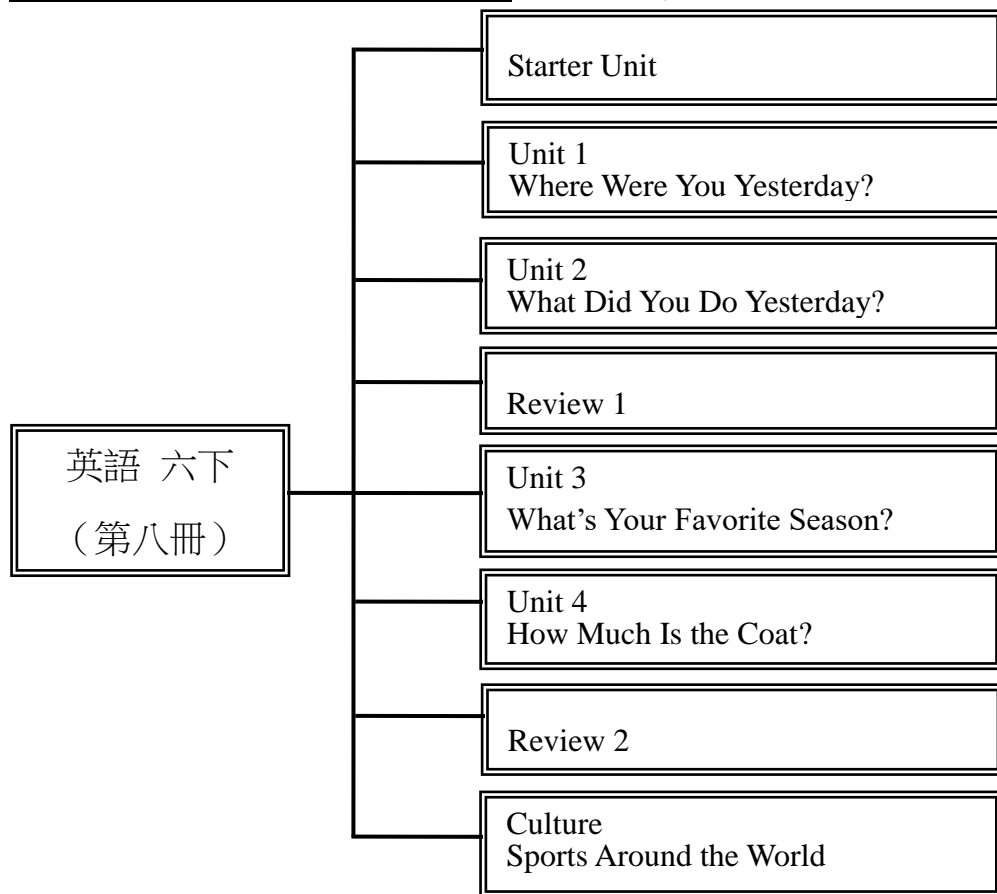 Starter Unit
Unit 1
Where Were You Yesterday?
Unit 2
What Did You Do Yesterday?
Review 1
英語 六下
（第八冊）
Unit 3
What’s Your Favorite Season?
Unit 4
How Much Is the Coat?
Review 2
Culture
Sports Around the World